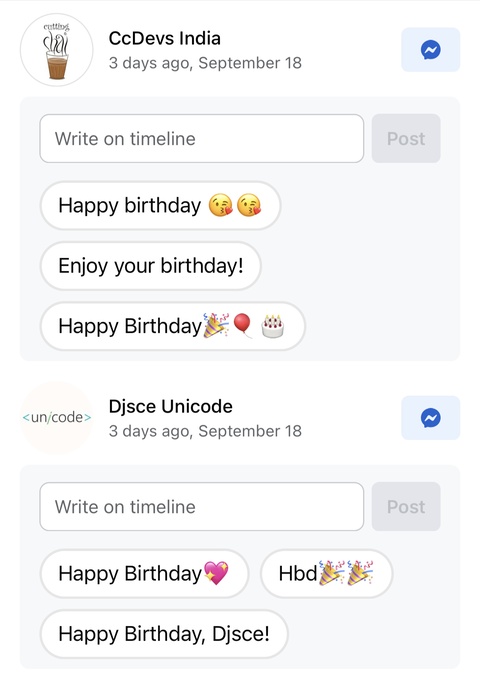 cutting
chai
CcDevs India
3 days ago, September 18
Write on timeline
Post
Happy birthday 😘😘
Enjoy your birthday!
Happy Birthday🎉🎈🎂
<un/code>
Djsce Unicode
3 days ago, September 18
Write on timeline
Post
Happy Birthday💖
Hbd🎉🎉
Happy Birthday, Djsce!